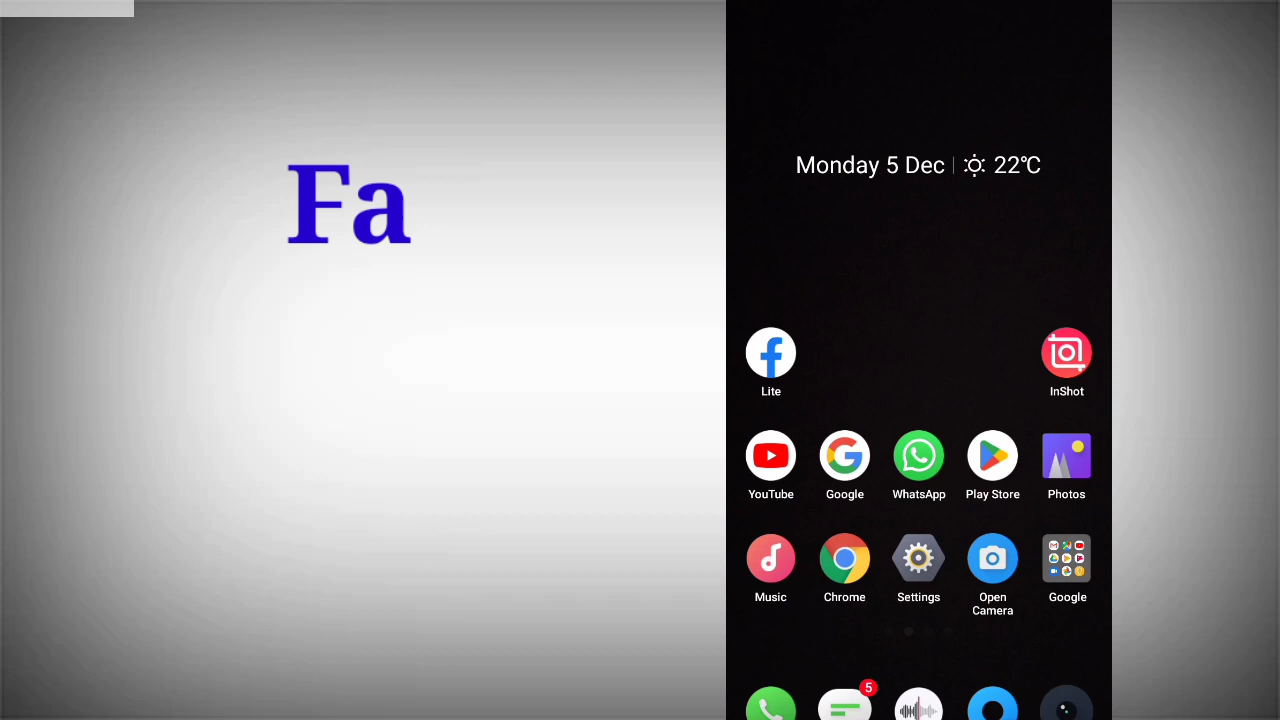 Fa
Monday 5 Dec 22℃
Lite
InShot
YouTube
Google
WhatsApp
Play Store
Photos
Music
Chrome
Settings
Open
Camera
Google
5